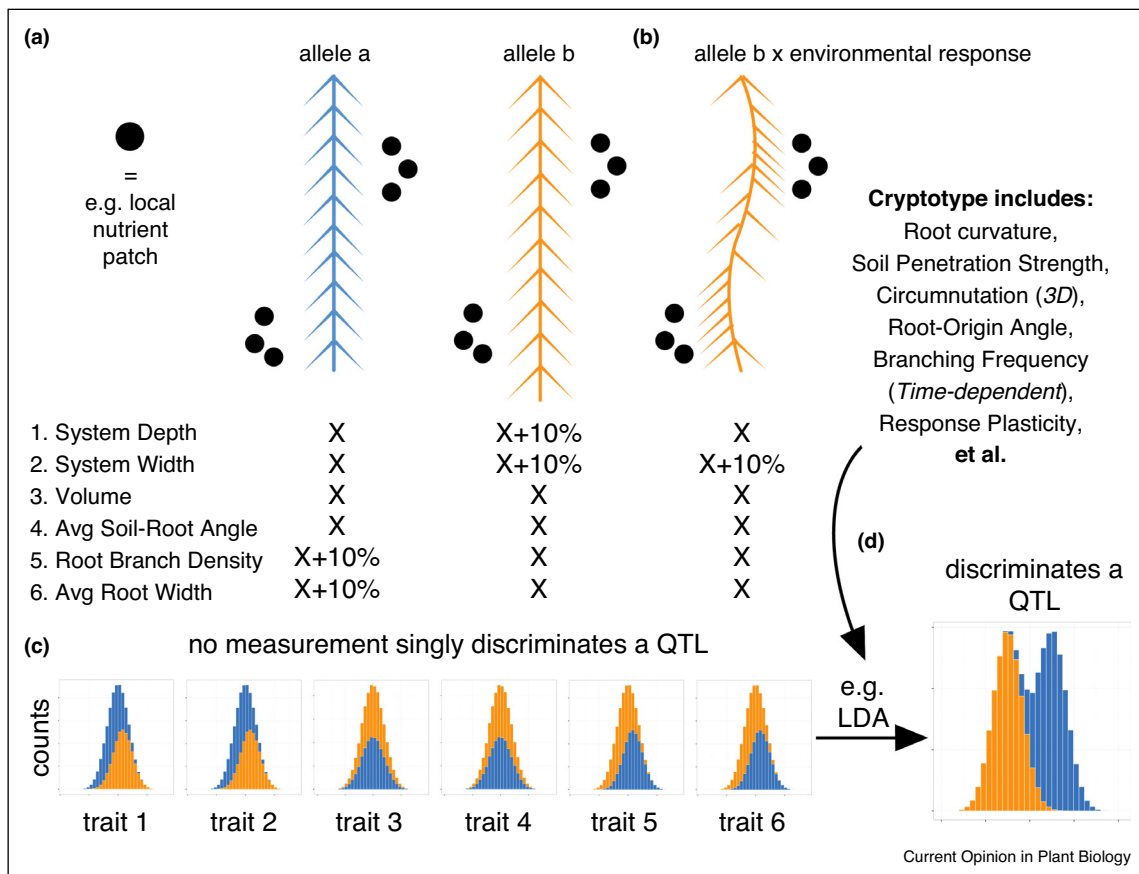 (a)
allele a
allele b
(b)
allele b x environmental response
=
e.g. local
nutrient
patch
Cryptotype includes:
Root curvature,
Soil Penetration Strength,
Circumnutation (3D),
Root-Origin Angle,
Branching Frequency
(Time-dependent),
Response Plasticity,
et al.
1. System Depth X X+10% X
2. System Width X X+10% X+10%
3. Volume X X X
4. Avg Soil-Root Angle X X X
5. Root Branch Density X+10% X X
6. Avg Root Width X+10% X X
(c)
no measurement singly discriminates a QTL
counts
trait 1
trait 2
trait 3
trait 4
trait 5
trait 6
e.g.
LDA
(d)
discriminates a
QTL
Current Opinion in Plant Biology